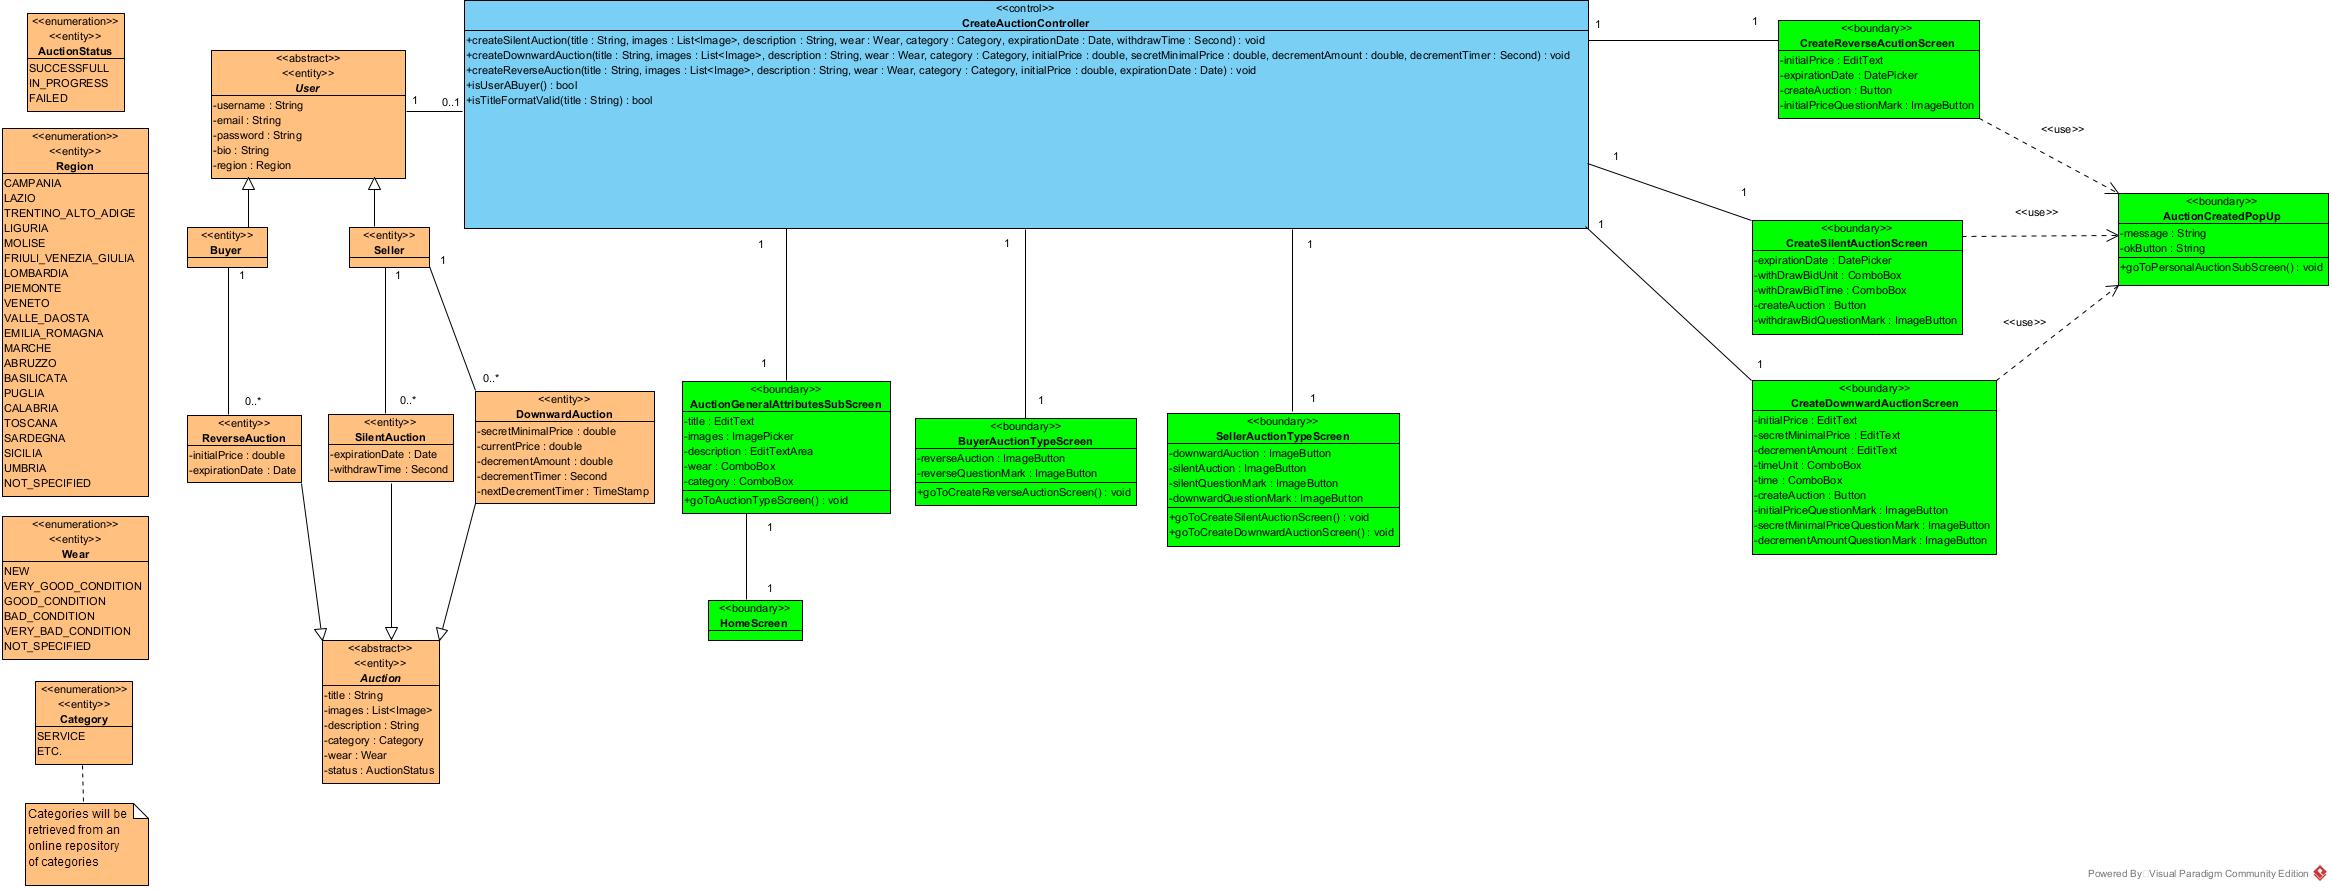 <<enumeration>>
<<entity>>
AuctionStatus
SUCCESSFULL
IN_PROGRESS
FAILED
<<enumeration>>
<<entity>>
Region
CAMPANIA
LAZIO
TRENTINO_ALTO_ADIGE
LIGURIA
MOLISE
FRIULI_VENEZIA_GIULIA
LOMBARDIA
PIEMONTE
VENETO
VALLE_DAOSTA
EMILIA_ROMAGNA
MARCHE
ABRUZZO
BASILICATA
PUGLIA
CALABRIA
TOSCANA
SARDEGNA
SICILIA
UMBRIA
NOT_SPECIFIED
<<enumeration>>
<<entity>>
Wear
NEW
VERY_GOOD_CONDITION
GOOD_CONDITION
BAD_CONDITION
VERY_BAD_CONDITION
NOT_SPECIFIED
<<enumeration>>
<<entity>>
Category
SERVICE
ETC.
Categories will be
retrieved from an
online repository
of categories
<<abstract>>
<<entity>>
User
-username : String
-email : String
-password : String
-bio : String
-region : Region
1
0..1
<<entity>>
Buyer
1
<<entity>>
Seller
1
1
0..*
0..*
0..*
<<entity>>
ReverseAuction
-initialPrice : double
-expirationDate : Date
<<entity>>
SilentAuction
-expirationDate : Date
-withdrawTime : Second
<<entity>>
DownwardAuction
-secretMinimalPrice : double
-currentPrice : double
-decrementAmount : double
-decrementTimer : Second
-nextDecrementTimer : TimeStamp
<<abstract>>
<<entity>>
Auction
-title : String
-images : List<Image>
-description : String
-category : Category
-wear : Wear
-status : AuctionStatus
<<control>>
CreateAuctionController
+createSilentAuction(title : String, images : List<Image>, description : String, wear : Wear, category : Category, expirationDate : Date, withdrawTime : Second) : void
+createDownwardAuction(title : String, images : List<Image>, description : String, wear : Wear, category : Category, initialPrice : double, secretMinimalPrice : double, decrementAmount : double, decrementTimer : Second) : void
+createReverseAuction(title : String, images : List<Image>, description : String, wear : Wear, category : Category, initialPrice : double, expirationDate : Date) : void
+isUserABuyer() : bool
+isTitleFormatValid(title : String) : bool
1
1
1
1
1
1
<<boundary>>
AuctionGeneralAttributesSubScreen
-title : EditText
-images : ImagePicker
-description : EditTextArea
-wear : ComboBox
-category : ComboBox
+goToAuctionTypeScreen() : void
1
1
<<boundary>>
HomeScreen
<<boundary>>
BuyerAuctionTypeScreen
-reverseAuction : ImageButton
-reverseQuestionMark : ImageButton
+goToCreateReverseAuctionScreen() : void
<<boundary>>
SellerAuctionTypeScreen
-downwardAuction : ImageButton
-silentAuction : ImageButton
-silentQuestionMark : ImageButton
-downwardQuestionMark : ImageButton
+goToCreateSilentAuctionScreen() : void
+goToCreateDownwardAuctionScreen() : void
1
1
<<boundary>>
CreateReverseAcutionScreen
-initialPrice : EditText
-expirationDate : DatePicker
-createAuction : Button
-initialPriceQuestionMark : ImageButton
<<use>>
1
1
<<boundary>>
CreateSilentAuctionScreen
-expirationDate : DatePicker
-withDrawBidUnit : ComboBox
-withDrawBidTime : ComboBox
-createAuction : Button
-withdrawBidQuestionMark : ImageButton
<<use>>
1
1
<<boundary>>
CreateDownwardAuctionScreen
-initialPrice : EditText
-secretMinimalPrice : EditText
-decrementAmount : EditText
-timeUnit : ComboBox
-time : ComboBox
-createAuction : Button
-initialPriceQuestionMark : ImageButton
-secretMinimalPriceQuestionMark : ImageButton
-decrementAmountQuestionMark : ImageButton
<<use>>
<<boundary>>
AuctionCreatedPopUp
-message : String
-okButton : String
+goToPersonalAuctionSubScreen() : void
Powered By Visual Paradigm Community Edition